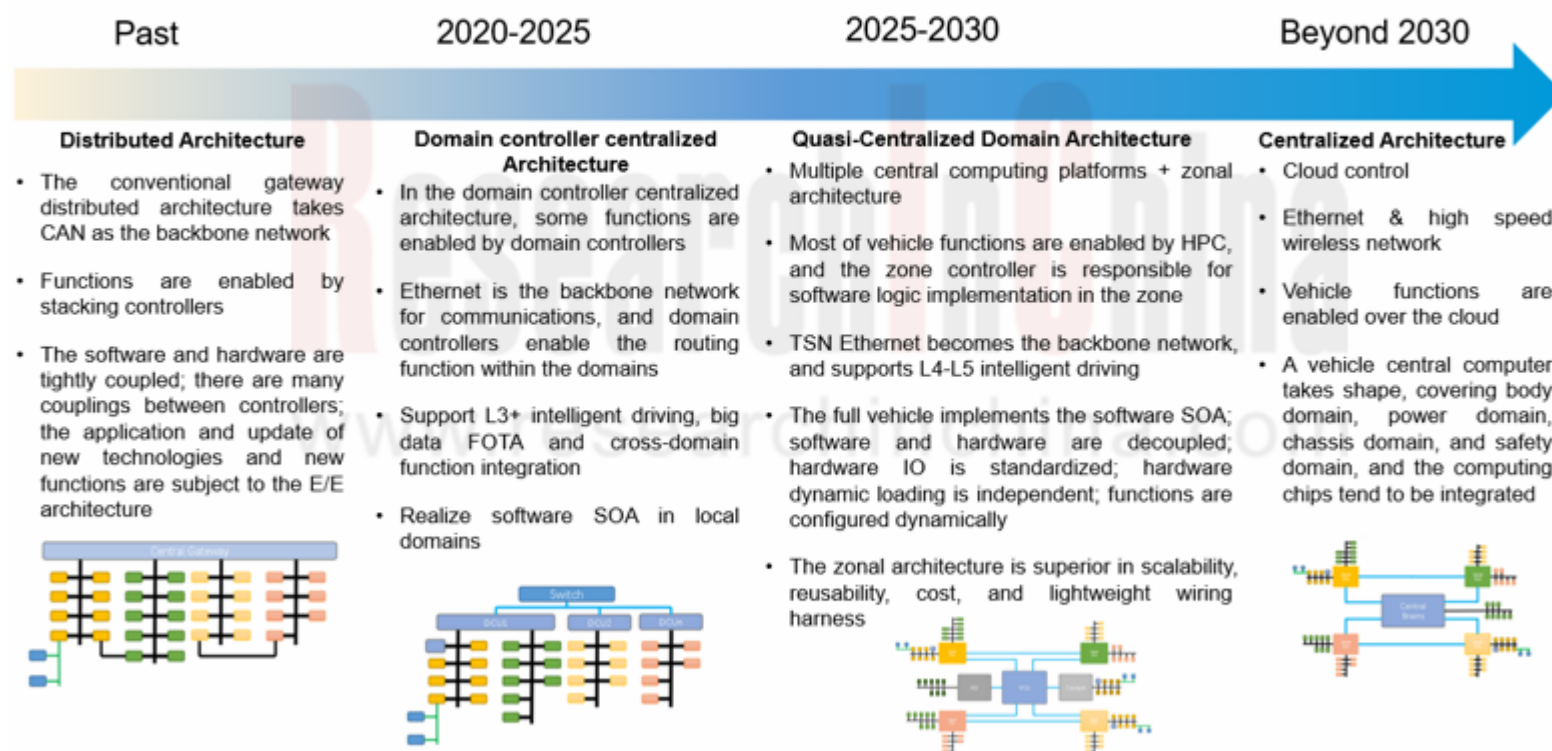 Past
2020-2025
2025-2030
Beyond 2030
Distributed Architecture
• The conventional gateway
distributed architecture takes
CAN as the backbone network
• Functions are enabled by
stacking controllers
• The software and hardware are
tightly coupled; there are many
couplings between controllers;
the application and update of
new technologies and new
functions are subject to the E/E
architecture
Central Gateway
Domain controller centralized
Architecture
• In the domain controller centralized
architecture, some functions are
enabled by domain controllers
• Ethernet is the backbone network
for communications, and domain
controllers enable the routing
function within the domains
• Support L3+ intelligent driving, big
data FOTA and cross-domain
function integration
• Realize software SOA in local
domains
Switch
DCU1
DCU2
DCUn
Quasi-Centralized Domain Architecture
• Multiple central computing platforms + zonal
architecture
• Most of vehicle functions are enabled by HPC,
and the zone controller is responsible for
software logic implementation in the zone
• TSN Ethernet becomes the backbone network,
and supports L4-L5 intelligent driving
• The full vehicle implements the software SOA;
software and hardware are decoupled;
hardware IO is standardized; hardware
dynamic loading is independent; functions are
configured dynamically
• The zonal architecture is superior in scalability,
reusability, cost, and lightweight wiring
harness
Centralized Architecture
• Cloud control
• Ethernet & high speed
wireless network
• Vehicle functions are
enabled over the cloud
• A vehicle central computer
takes shape, covering body
domain, power domain,
chassis domain, and safety
domain, and the computing
chips tend to be integrated
Central
Brains
ResearchInChina
www.researchinchina.com